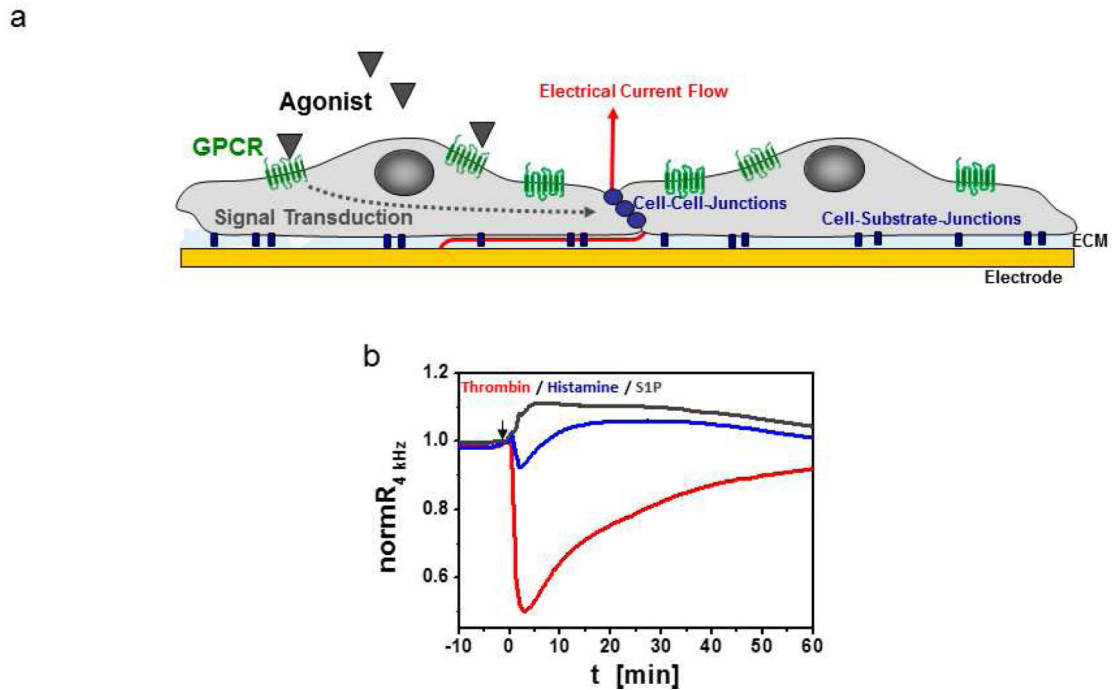 a
Agonist
Electrical Current Flow
GPCR
Cell-Cell-Junctions
Signal Transduction
Cell-Substrate-Junctions
ECM
Electrode
b
Thrombin / Histamine / S1P
1.2
1.0
0.8
0.6
normR4 kHz
-10 0 10 20 30 40 50 60
t [min]